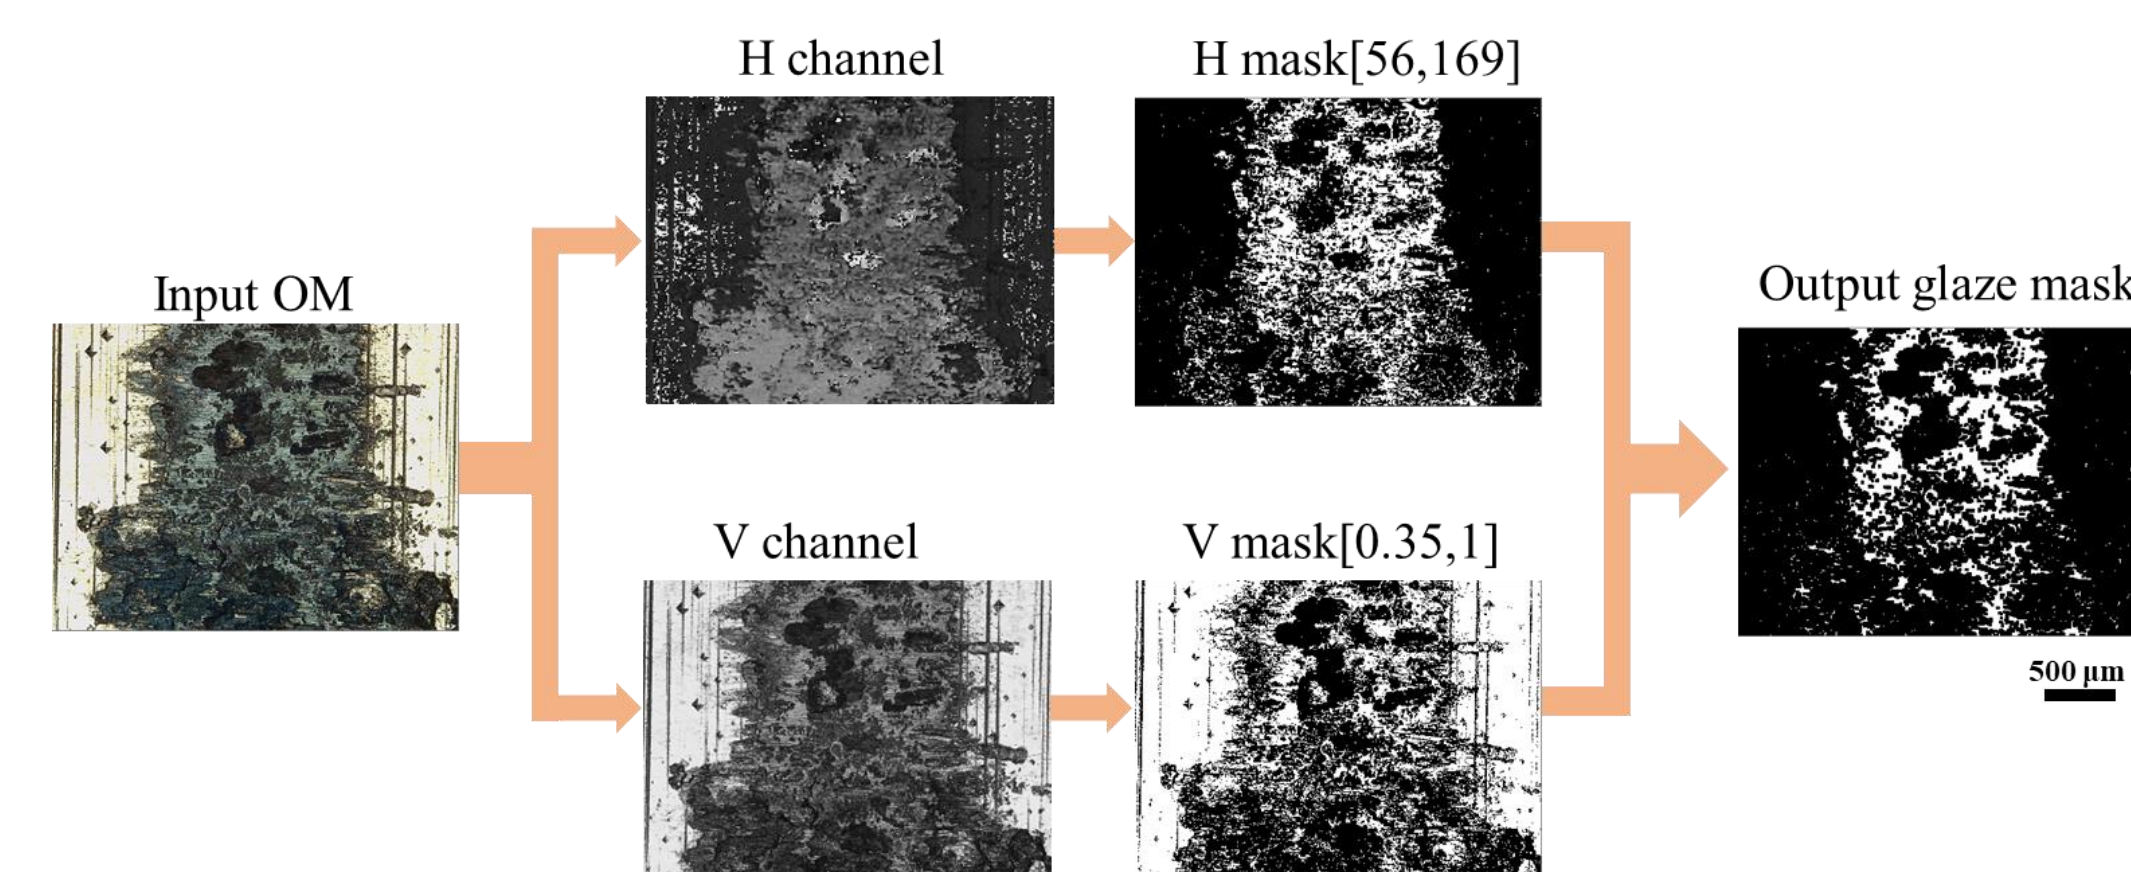 H channel
H mask[56,169]
Input OM
Output glaze mask
V channel
V mask[0.35,1]
500 μm